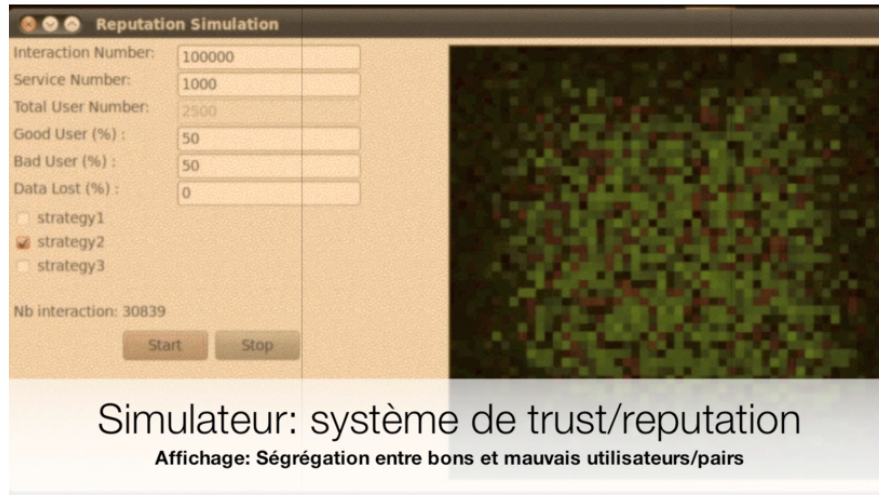 Reputation Simulation
Interaction Number: 100000
Service Number: 1000
Total User Number: 2500
Good User (%) : 50
Bad User (%) : 50
Data Lost (%) : 0
strategy1
strategy2
strategy3
Nb interaction: 30839
Start Stop
Simulateur: système de trust/reputation
Affichage: Ségrégation entre bons et mauvais utilisateurs/pairs